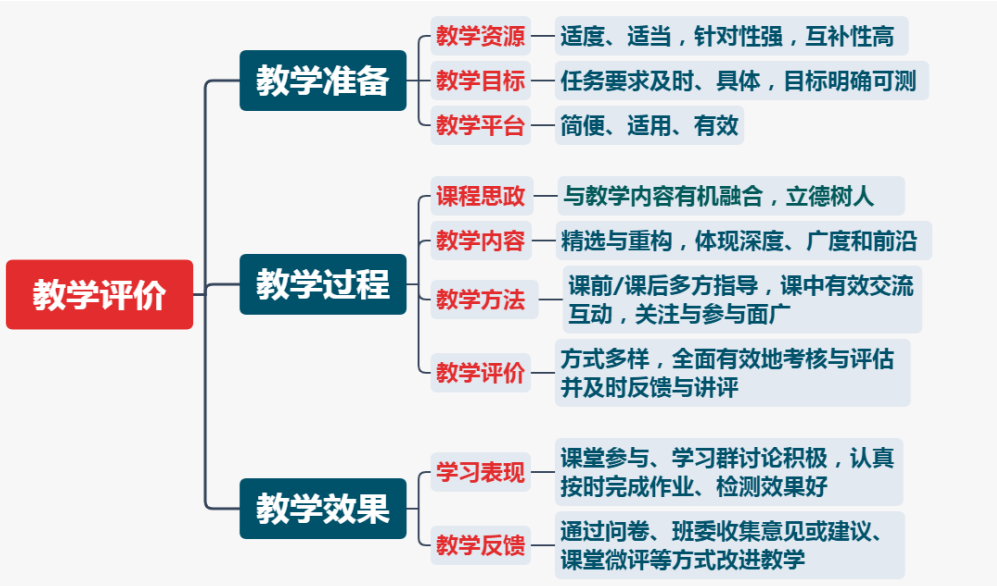 教学评价
教学准备
教学资源
适度、适当，针对性强，互补性高
教学目标
任务要求及时、具体，目标明确可测
教学平台
简便、适用、有效
教学过程
课程思政
与教学内容有机融合，立德树人
教学内容
精选与重构，体现深度、广度和前沿
教学方法
课前/课后多方指导，课中有效交流
互动，关注与参与面广
教学评价
方式多样，全面有效地考核与评估
并及时反馈与讲评
教学效果
学习表现
课堂参与、学习群讨论积极，认真
按时完成作业、检测效果好
教学反馈
通过问卷、班委收集意见或建议、
课堂微评等方式改进教学